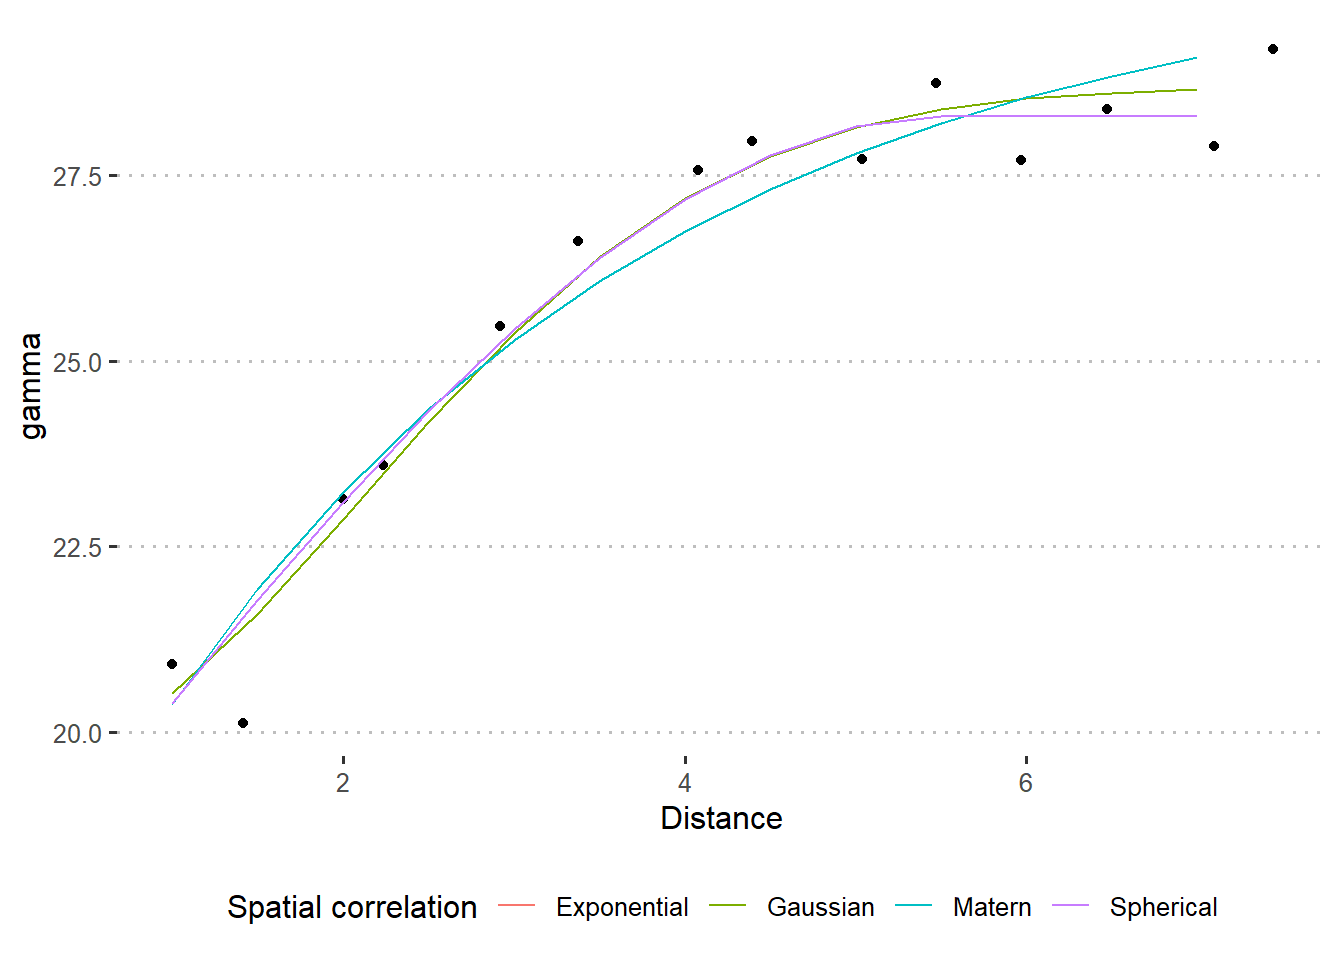 27.5
25.0
22.5
20.0
gamma
2 4 6
Distance
Spatial correlation Exponential Gaussian Matern Spherical